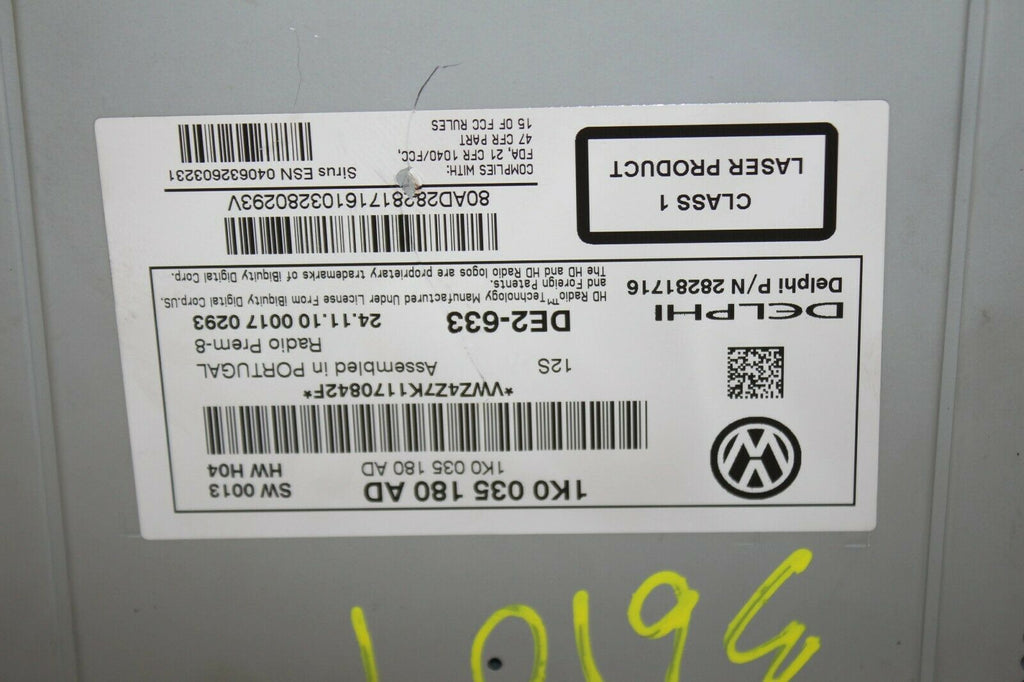 1K0 035 180 AD
SW 0013
1K0 035 180 AD
HW H04
*VWZ4Z7K1170842F*
12S
Assembled in PORTUGAL
Radio Prem-8
DELPHI
DE2-633
24.11.10 0017 0293
Delphi P/N 28281716
HD Radio™Technology Manufactured Under License From iBiquity Digital Corp.US.
and Foreign Patents.
The HD and HD Radio logos are proprietary trademarks of iBiquity Digital Corp.
CLASS 1
LASER PRODUCT
80AD28281716103280293V
COMPLIES WITH:
FDA, 21 CFR 1040/FCC,
47 CFR PART
15 OF FCC RULES
Sirus ESN 040632603231